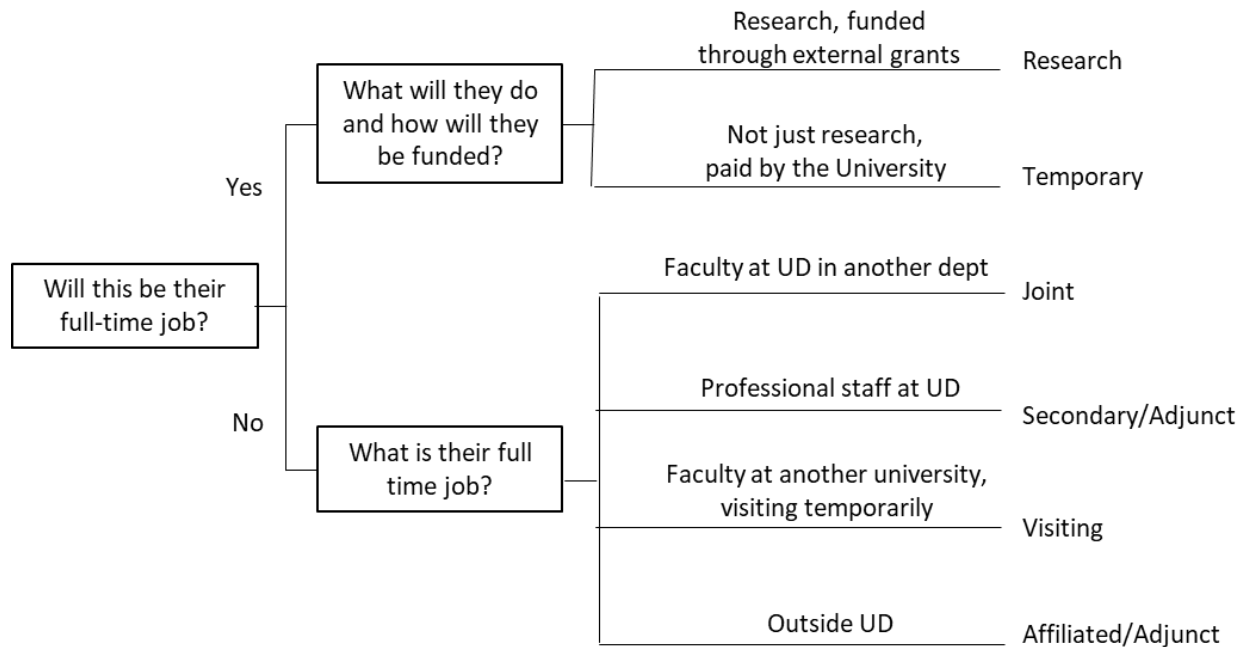 Will this be their
full-time job?
Yes
What will they do
and how will they
be funded?
Research, funded
through external grants
Research
Not just research,
paid by the University
Temporary
No
What is their full
time job?
Faculty at UD in another dept
Joint
Professional staff at UD
Secondary/Adjunct
Faculty at another university,
visiting temporarily
Visiting
Outside UD
Affiliated/Adjunct